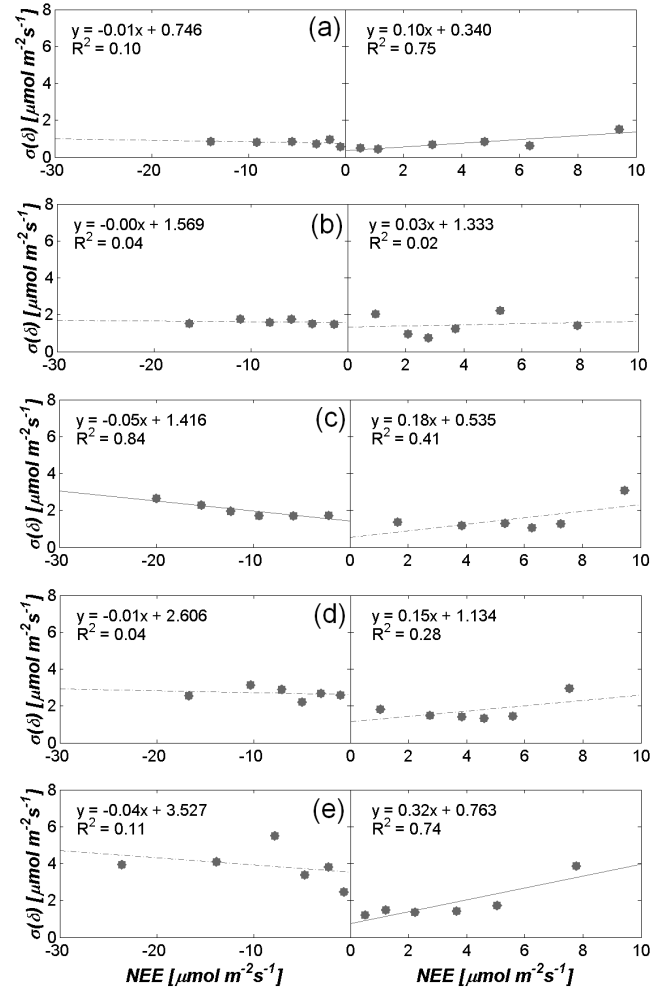 y = -0.01x + 0.746 (a) y = 0.10x + 0.340
R² = 0.10 R² = 0.75
σ(δ) [μmol m⁻²s⁻¹]
8
6
4
2
0
-30 -20 -10 0 2 4 6 8 10
y = -0.00x + 1.569 (b) y = 0.03x + 1.333
R² = 0.04 R² = 0.02
σ(δ) [μmol m⁻²s⁻¹]
8
6
4
2
0
-30 -20 -10 0 2 4 6 8 10
y = -0.05x + 1.416 (c) y = 0.18x + 0.535
R² = 0.84 R² = 0.41
σ(δ) [μmol m⁻²s⁻¹]
8
6
4
2
0
-30 -20 -10 0 2 4 6 8 10
y = -0.01x + 2.606 (d) y = 0.15x + 1.134
R² = 0.04 R² = 0.28
σ(δ) [μmol m⁻²s⁻¹]
8
6
4
2
0
-30 -20 -10 0 2 4 6 8 10
y = -0.04x + 3.527 (e) y = 0.32x + 0.763
R² = 0.11 R² = 0.74
σ(δ) [μmol m⁻²s⁻¹]
8
6
4
2
0
-30 -20 -10 0 2 4 6 8 10
NEE [μmol m⁻²s⁻¹] NEE [μmol m⁻²s⁻¹]